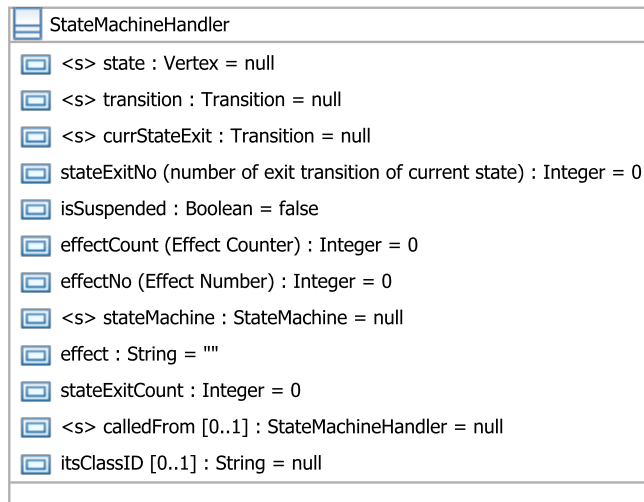 StateMachineHandler
<s> state : Vertex = null
<s> transition : Transition = null
<s> currStateExit : Transition = null
stateExitNo (number of exit transition of current state) : Integer = 0
isSuspended : Boolean = false
effectCount (Effect Counter) : Integer = 0
effectNo (Effect Number) : Integer = 0
<s> stateMachine : StateMachine = null
effect : String = ""
stateExitCount : Integer = 0
<s> calledFrom [0..1] : StateMachineHandler = null
itsClassID [0..1] : String = null